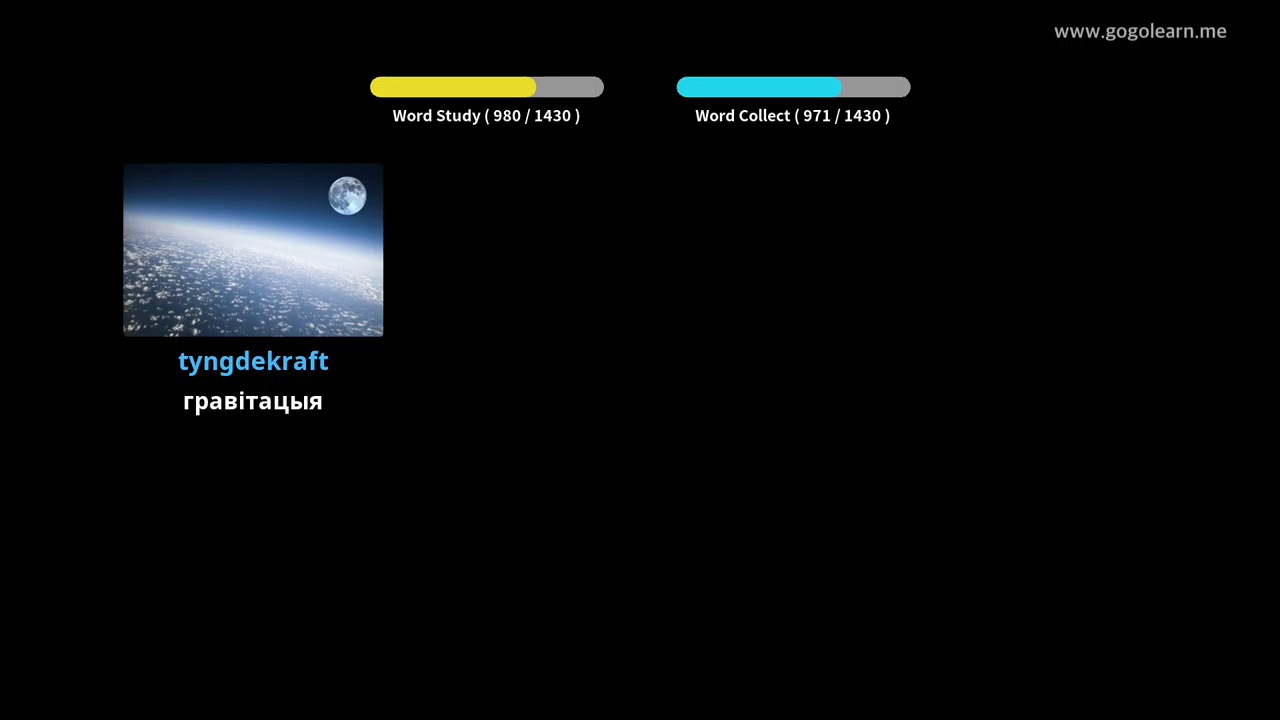 www.gogolearn.me
Word Study ( 980 / 1430 )
Word Collect ( 971 / 1430 )
tyngdekraft
гравітацыя